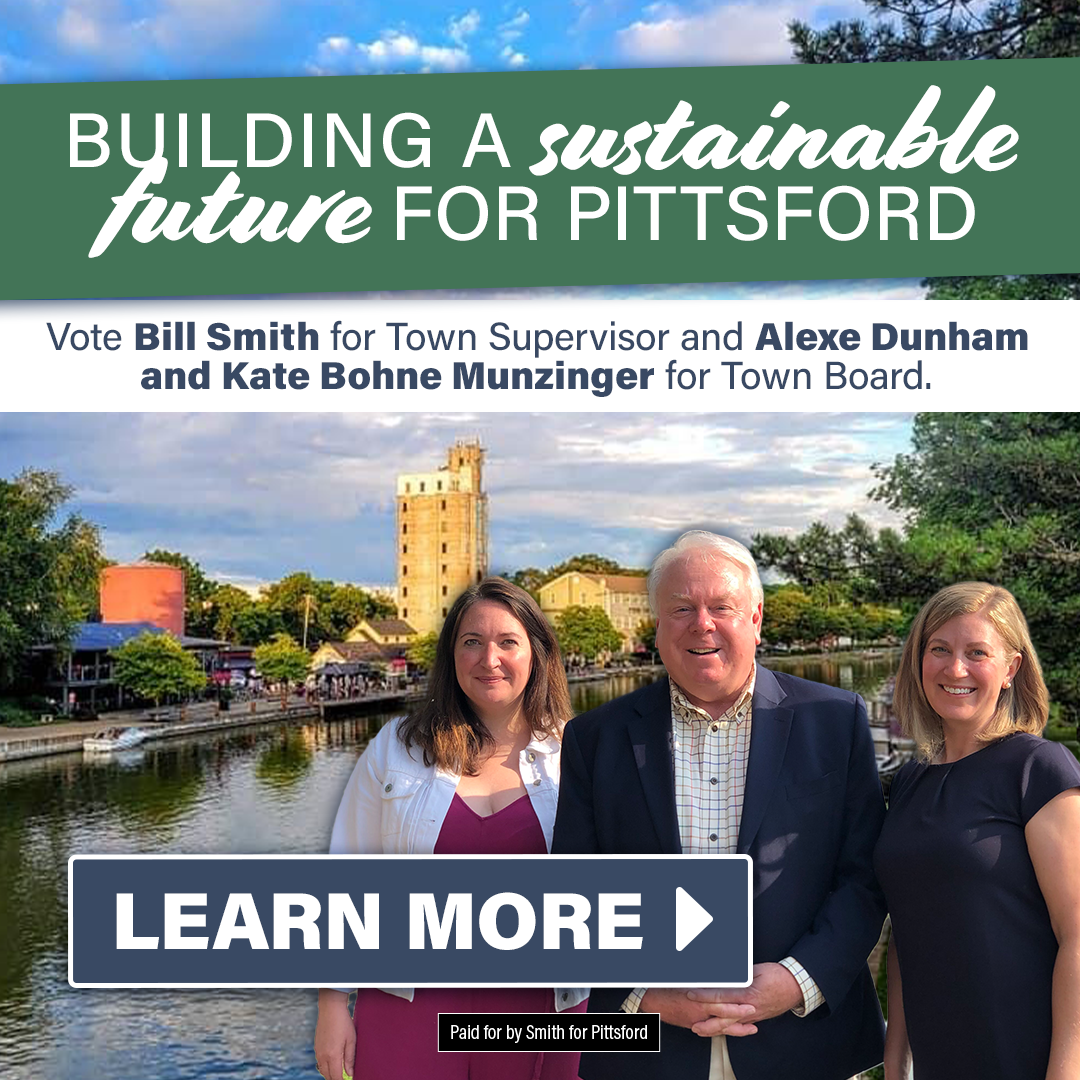 BUILDING A sustainable
future FOR PITTSFORD
Vote Bill Smith for Town Supervisor and Alexe Dunham
and Kate Bohne Munzinger for Town Board.
LEARN MORE
Paid for by Smith for Pittsford